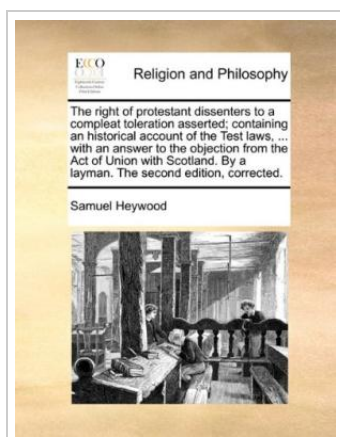 ECCO
Religion and Philosophy
The right of protestant dissenters to a
compleat toleration asserted; containing
an historical account of the Test laws, ...
with an answer to the objection from the
Act of Union with Scotland. By a
layman. The second edition, corrected.
Samuel Heywood